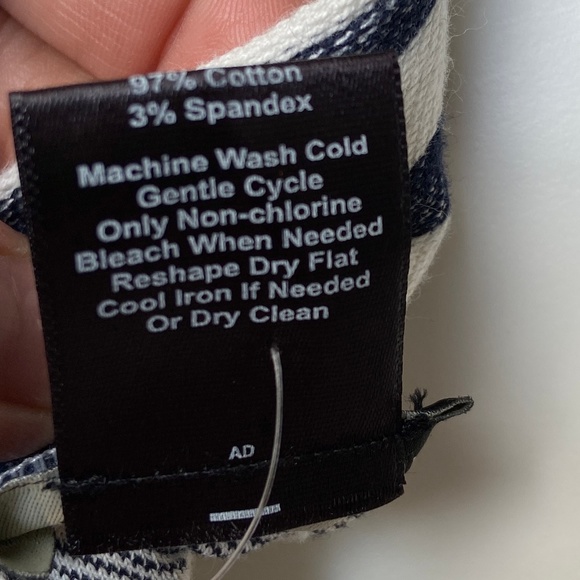 97% Cotton
3% Spandex
Machine Wash Cold
Gentle Cycle
Only Non-chlorine
Bleach When Needed
Reshape Dry Flat
Cool Iron If Needed
Or Dry Clean
AD